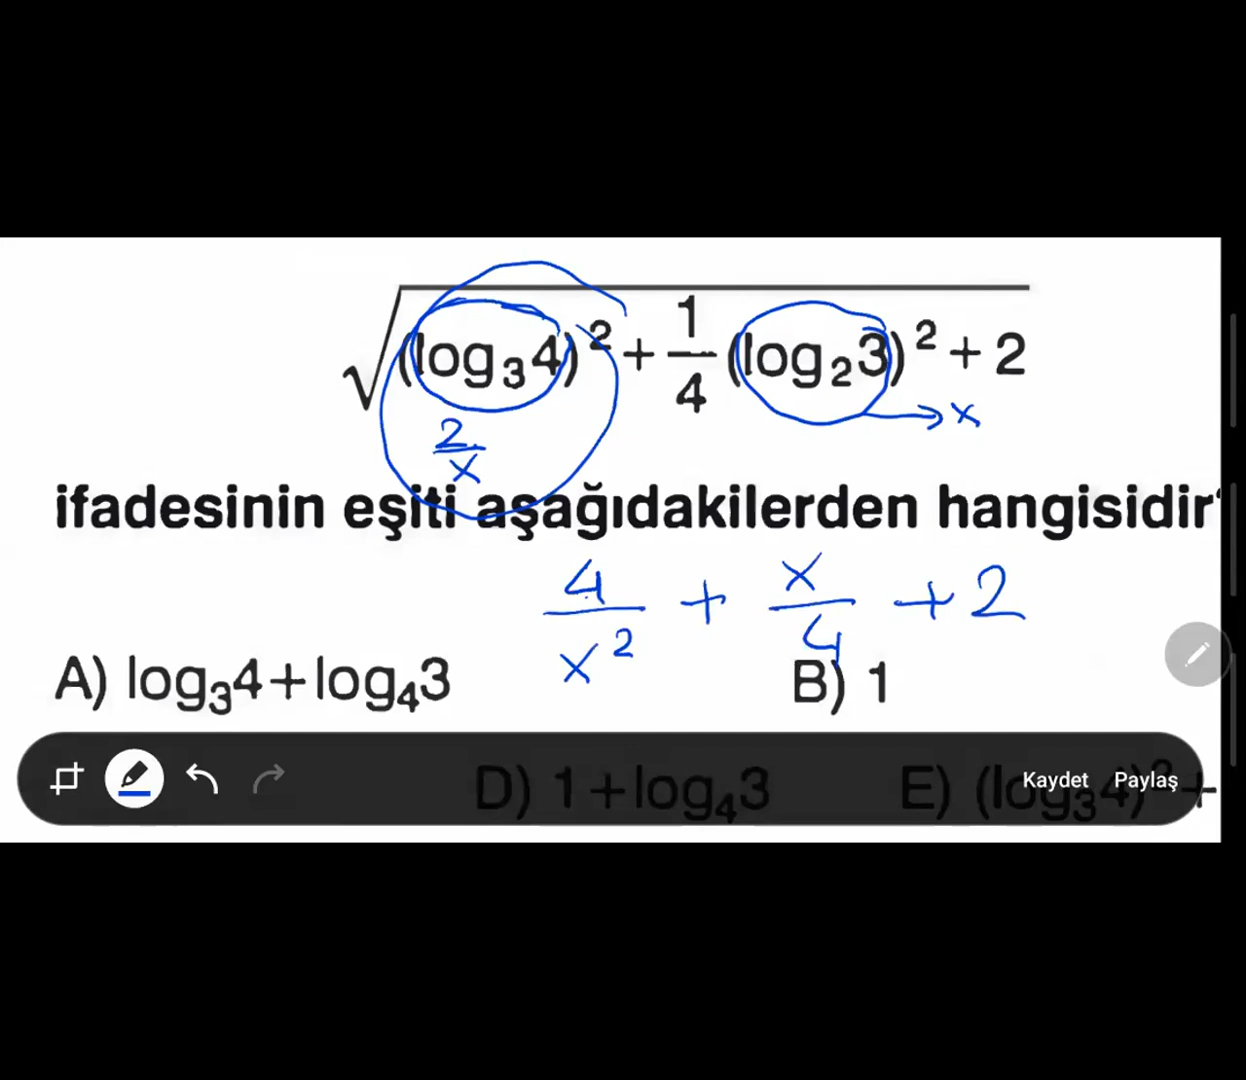 √(log₃4)² + 1/4 (log₂3)² + 2
2/x
→ x
ifadesinin eşiti aşağıdakilerden hangisidir
4/x² + x/4 + 2
A) log₃4+log₄3 B) 1
D) 1+log₄3 E) (log₃4)²+
Kaydet Paylaş